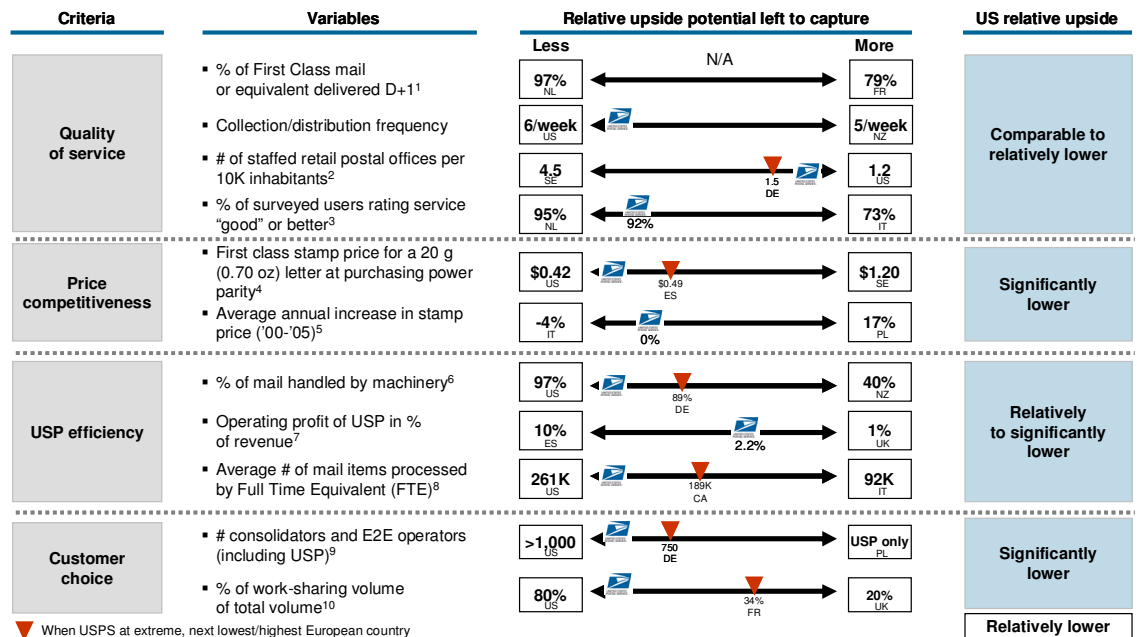 Criteria
Variables
Relative upside potential left to capture
US relative upside
Less
More
Quality
of service
▪ % of First Class mail
or equivalent delivered D+1¹
97%
NL
N/A
79%
FR
▪ Collection/distribution frequency
6/week
US
5/week
NZ
▪ # of staffed retail postal offices per
10K inhabitants²
4.5
SE
1.5
DE
1.2
US
▪ % of surveyed users rating service
“good” or better³
95%
NL
92%
73%
IT
Comparable to
relatively lower
Price
competitiveness
▪ First class stamp price for a 20 g
(0.70 oz) letter at purchasing power
parity⁴
$0.42
US
$0.49
ES
$1.20
SE
▪ Average annual increase in stamp
price (’00-’05)⁵
-4%
IT
0%
17%
PL
Significantly
lower
USP efficiency
▪ % of mail handled by machinery⁶
97%
US
89%
DE
40%
NZ
▪ Operating profit of USP in %
of revenue⁷
10%
ES
2.2%
1%
UK
▪ Average # of mail items processed
by Full Time Equivalent (FTE)⁸
261K
US
189K
CA
92K
IT
Relatively
to significantly
lower
Customer
choice
▪ # consolidators and E2E operators
(including USP)⁹
>1,000
US
750
DE
USP only
PL
▪ % of work-sharing volume
of total volume¹⁰
80%
US
34%
FR
20%
UK
Significantly
lower
When USPS at extreme, next lowest/highest European country
Relatively lower